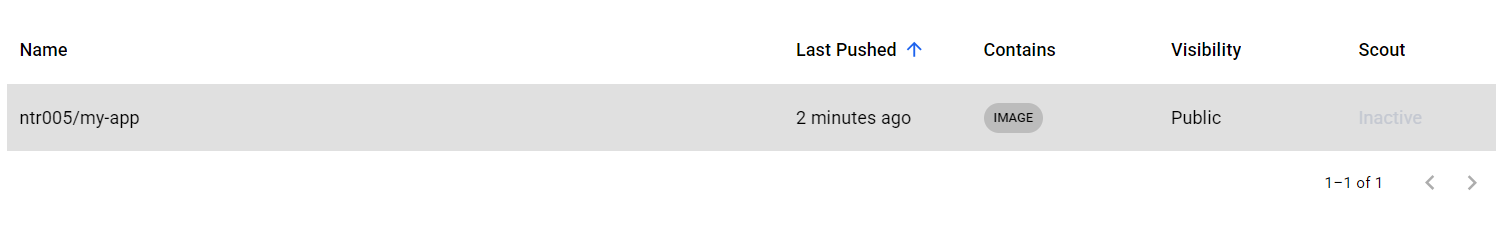 Name Last Pushed Contains Visibility Scout
ntr005/my-app 2 minutes ago IMAGE Public Inactive
1–1 of 1